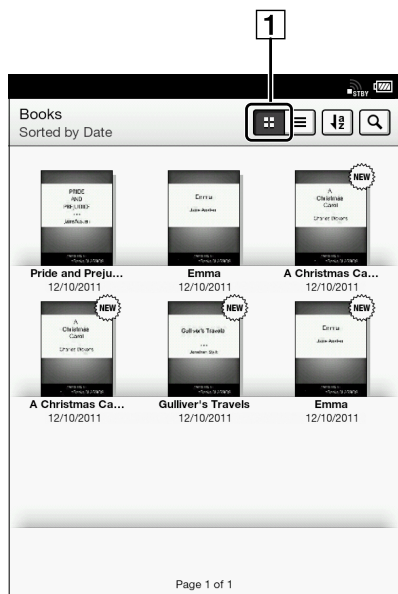 1
STBY
Books
Sorted by Date
a
z
PRIDE
AND
PREJUDICE
Jane Austen
Emma
Jane Austen
NEW
A
Christmas
Carol
Charles Dickens
Pride and Preju...
12/10/2011
Emma
12/10/2011
A Christmas Ca...
12/10/2011
NEW
A
Christmas
Carol
Charles Dickens
NEW
Gulliver's Travels
Jonathan Swift
NEW
Emma
Jane Austen
A Christmas Ca...
12/10/2011
Gulliver's Travels
12/10/2011
Emma
12/10/2011
Page 1 of 1